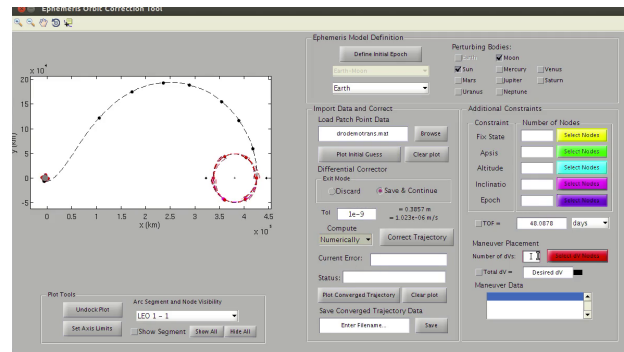 Ephemeris Orbit Correction Tool
Ephemeris Model Definition
Define Initial Epoch
Earth-Moon
Earth
Perturbing Bodies:
Earth
Moon
Sun
Mercury
Venus
Mars
Jupiter
Saturn
Uranus
Neptune
x 10⁴
20
15
10
5
0
-5
y (km)
0 0.5 1 1.5 2 2.5 3 3.5 4 4.5
x (km)
x 10⁵
Import Data and Correct
Load Patch Point Data
drodemotrans.mat
Browse
Plot Initial Guess
Clear plot
Differential Corrector
Exit Mode
Discard
Save & Continue
Tol
1e-9
= 0.3857 m
= 1.023e-06 m/s
Compute
Numerically
Correct Trajectory
Current Error:
Status:
Plot Converged Trajectory
Clear plot
Save Converged Trajectory Data
Enter Filename...
Save
Additional Constraints
Constraint
Number of Nodes
Fix State
Select Nodes
Apsis
Select Nodes
Altitude
Select Nodes
Inclinatio
Select Nodes
Epoch
Select Nodes
TOF =
48.0878
days
Maneuver Placement
Number of dVs:
Select dV Nodes
Total dV =
Desired dV
Maneuver Data
Plot Tools
Undock Plot
Set Axis Limits
Arc Segment and Node Visibility
LEO 1 - 1
Show Segment
Show All
Hide All